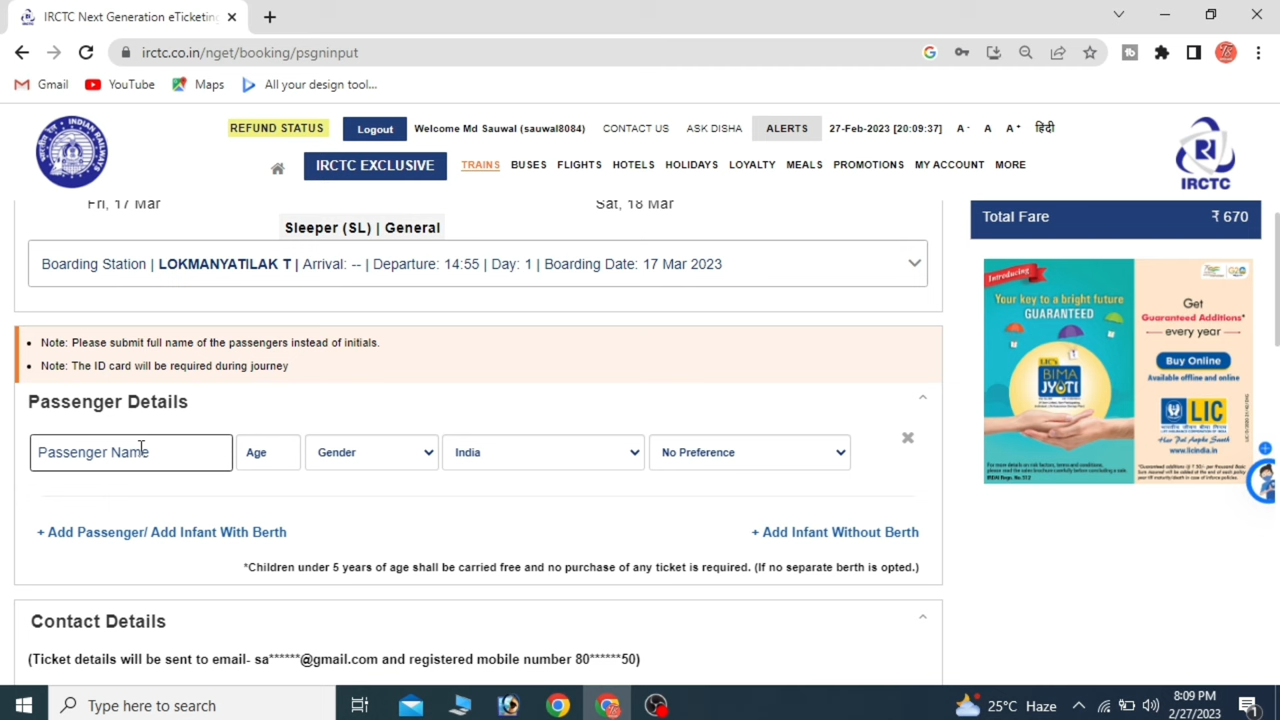 IRCTC Next Generation eTicketing
irctc.co.in/nget/booking/psgninput
Gmail YouTube Maps All your design tool...
INDIAN RAILWAYS
REFUND STATUS Logout Welcome Md Sauwal (sauwal8084) CONTACT US ASK DISHA ALERTS 27-Feb-2023 [20:09:37] A- A A+ हिंदी
IRCTC EXCLUSIVE TRAINS BUSES FLIGHTS HOTELS HOLIDAYS LOYALTY MEALS PROMOTIONS MY ACCOUNT MORE
IRCTC
Fri, 17 Mar Sat, 18 Mar
Sleeper (SL) | General
Boarding Station | LOKMANYATILAK T | Arrival: -- | Departure: 14:55 | Day: 1 | Boarding Date: 17 Mar 2023
Total Fare ₹ 670
Introducing
Your key to a bright future
GUARANTEED
LIC'S
BIMA
JYOTI
Get
Guaranteed Additions*
every year
Buy Online
Available offline and online
LIC
www.licindia.in
Note: Please submit full name of the passengers instead of initials.
Note: The ID card will be required during journey
Passenger Details
Passenger Name Age Gender India No Preference
+ Add Passenger/ Add Infant With Berth + Add Infant Without Berth
*Children under 5 years of age shall be carried free and no purchase of any ticket is required. (If no separate berth is opted.)
Contact Details
(Ticket details will be sent to email- sa******@gmail.com and registered mobile number 80******50)
Type here to search
25°C Haze
8:09 PM
2/27/2023